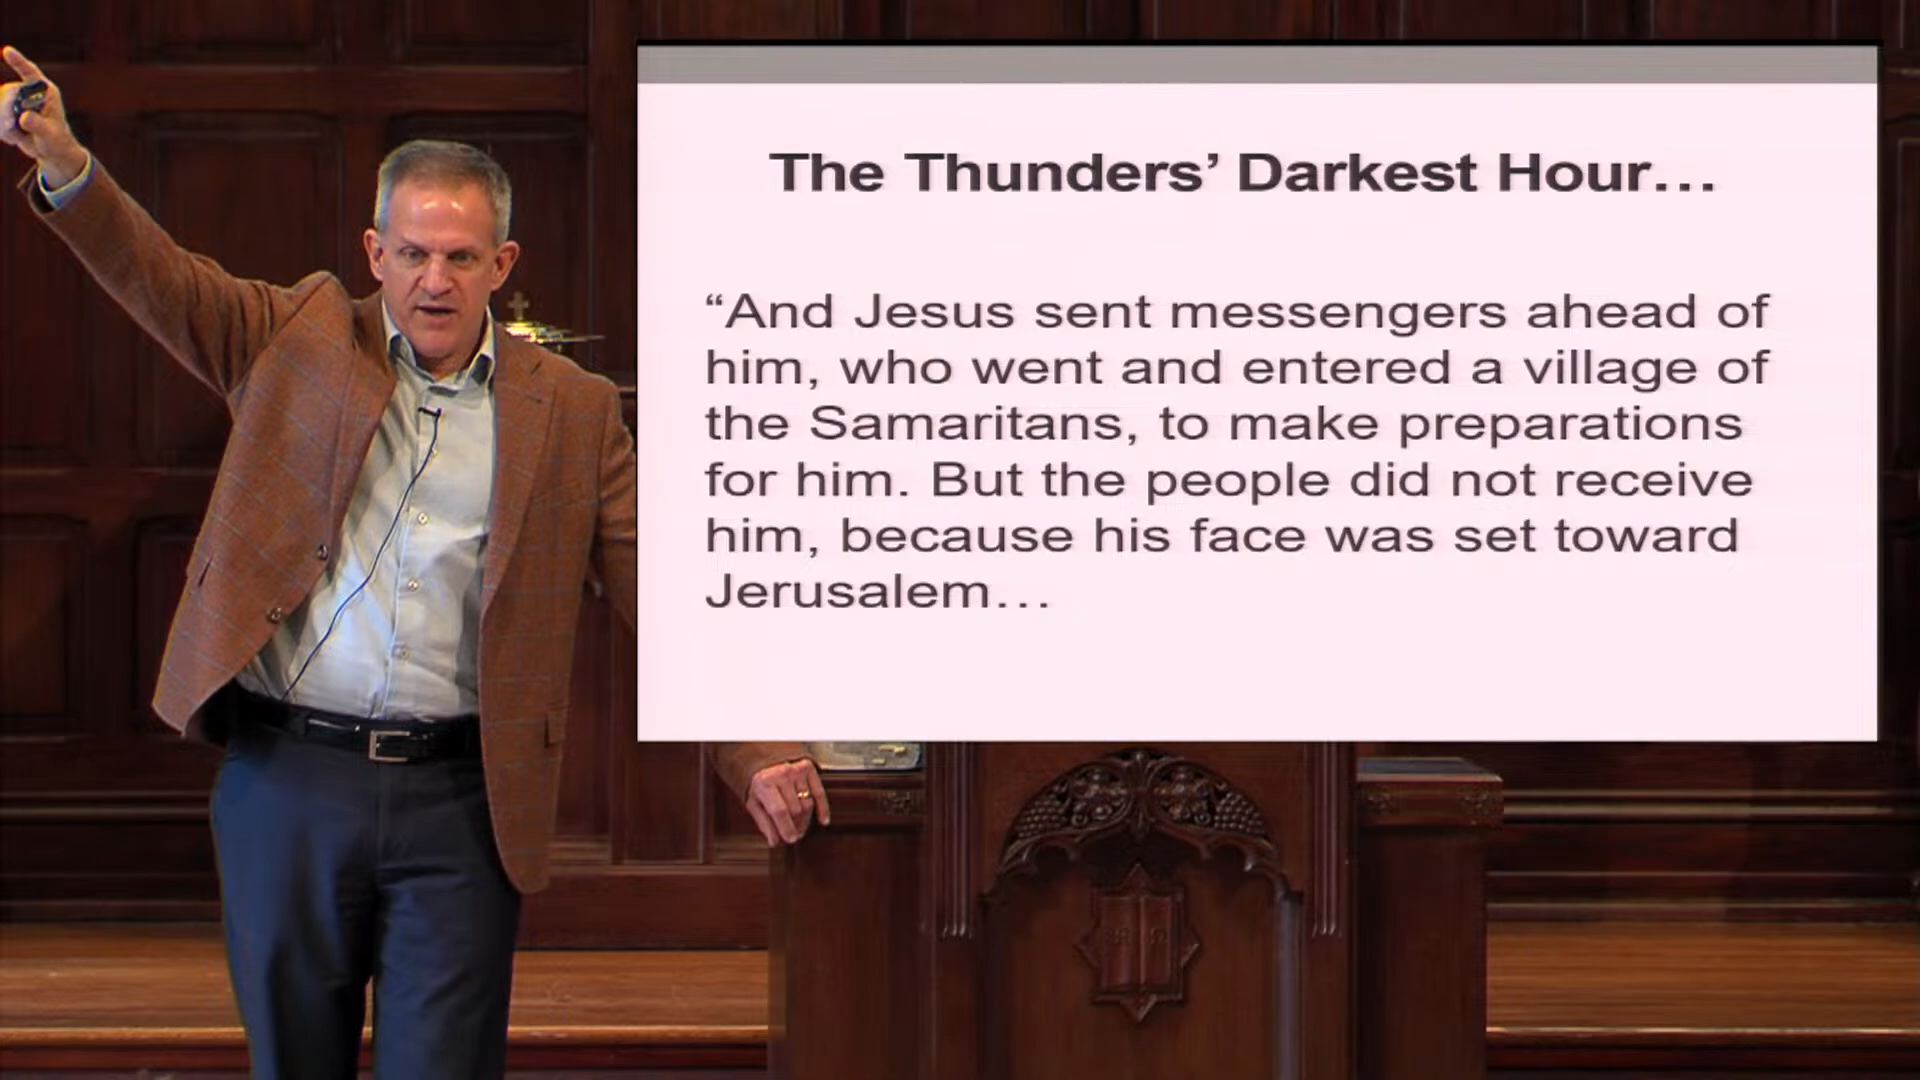 The Thunders’ Darkest Hour…
“And Jesus sent messengers ahead of
him, who went and entered a village of
the Samaritans, to make preparations
for him. But the people did not receive
him, because his face was set toward
Jerusalem…